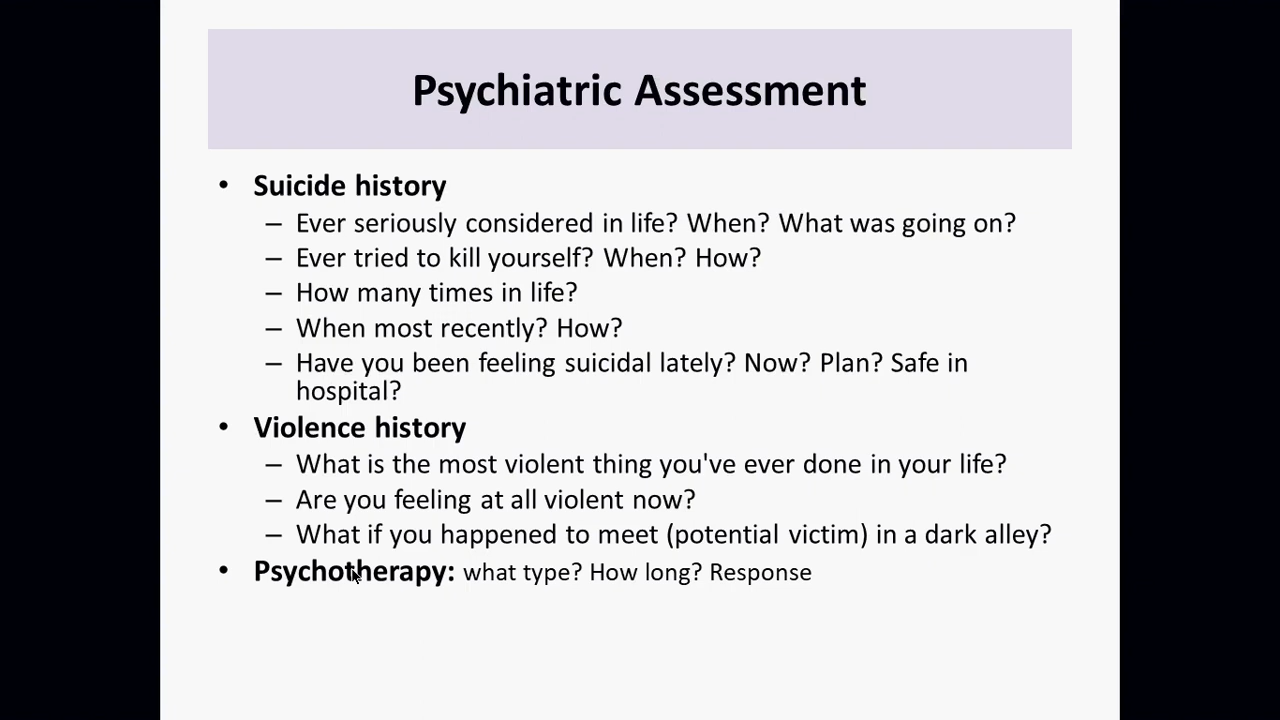 Psychiatric Assessment
• Suicide history
– Ever seriously considered in life? When? What was going on?
– Ever tried to kill yourself? When? How?
– How many times in life?
– When most recently? How?
– Have you been feeling suicidal lately? Now? Plan? Safe in
hospital?
• Violence history
– What is the most violent thing you've ever done in your life?
– Are you feeling at all violent now?
– What if you happened to meet (potential victim) in a dark alley?
• Psychotherapy: what type? How long? Response